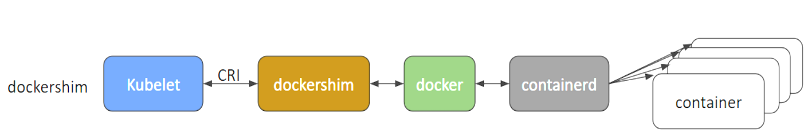 dockershim
Kubelet
CRI
dockershim
docker
containerd
container